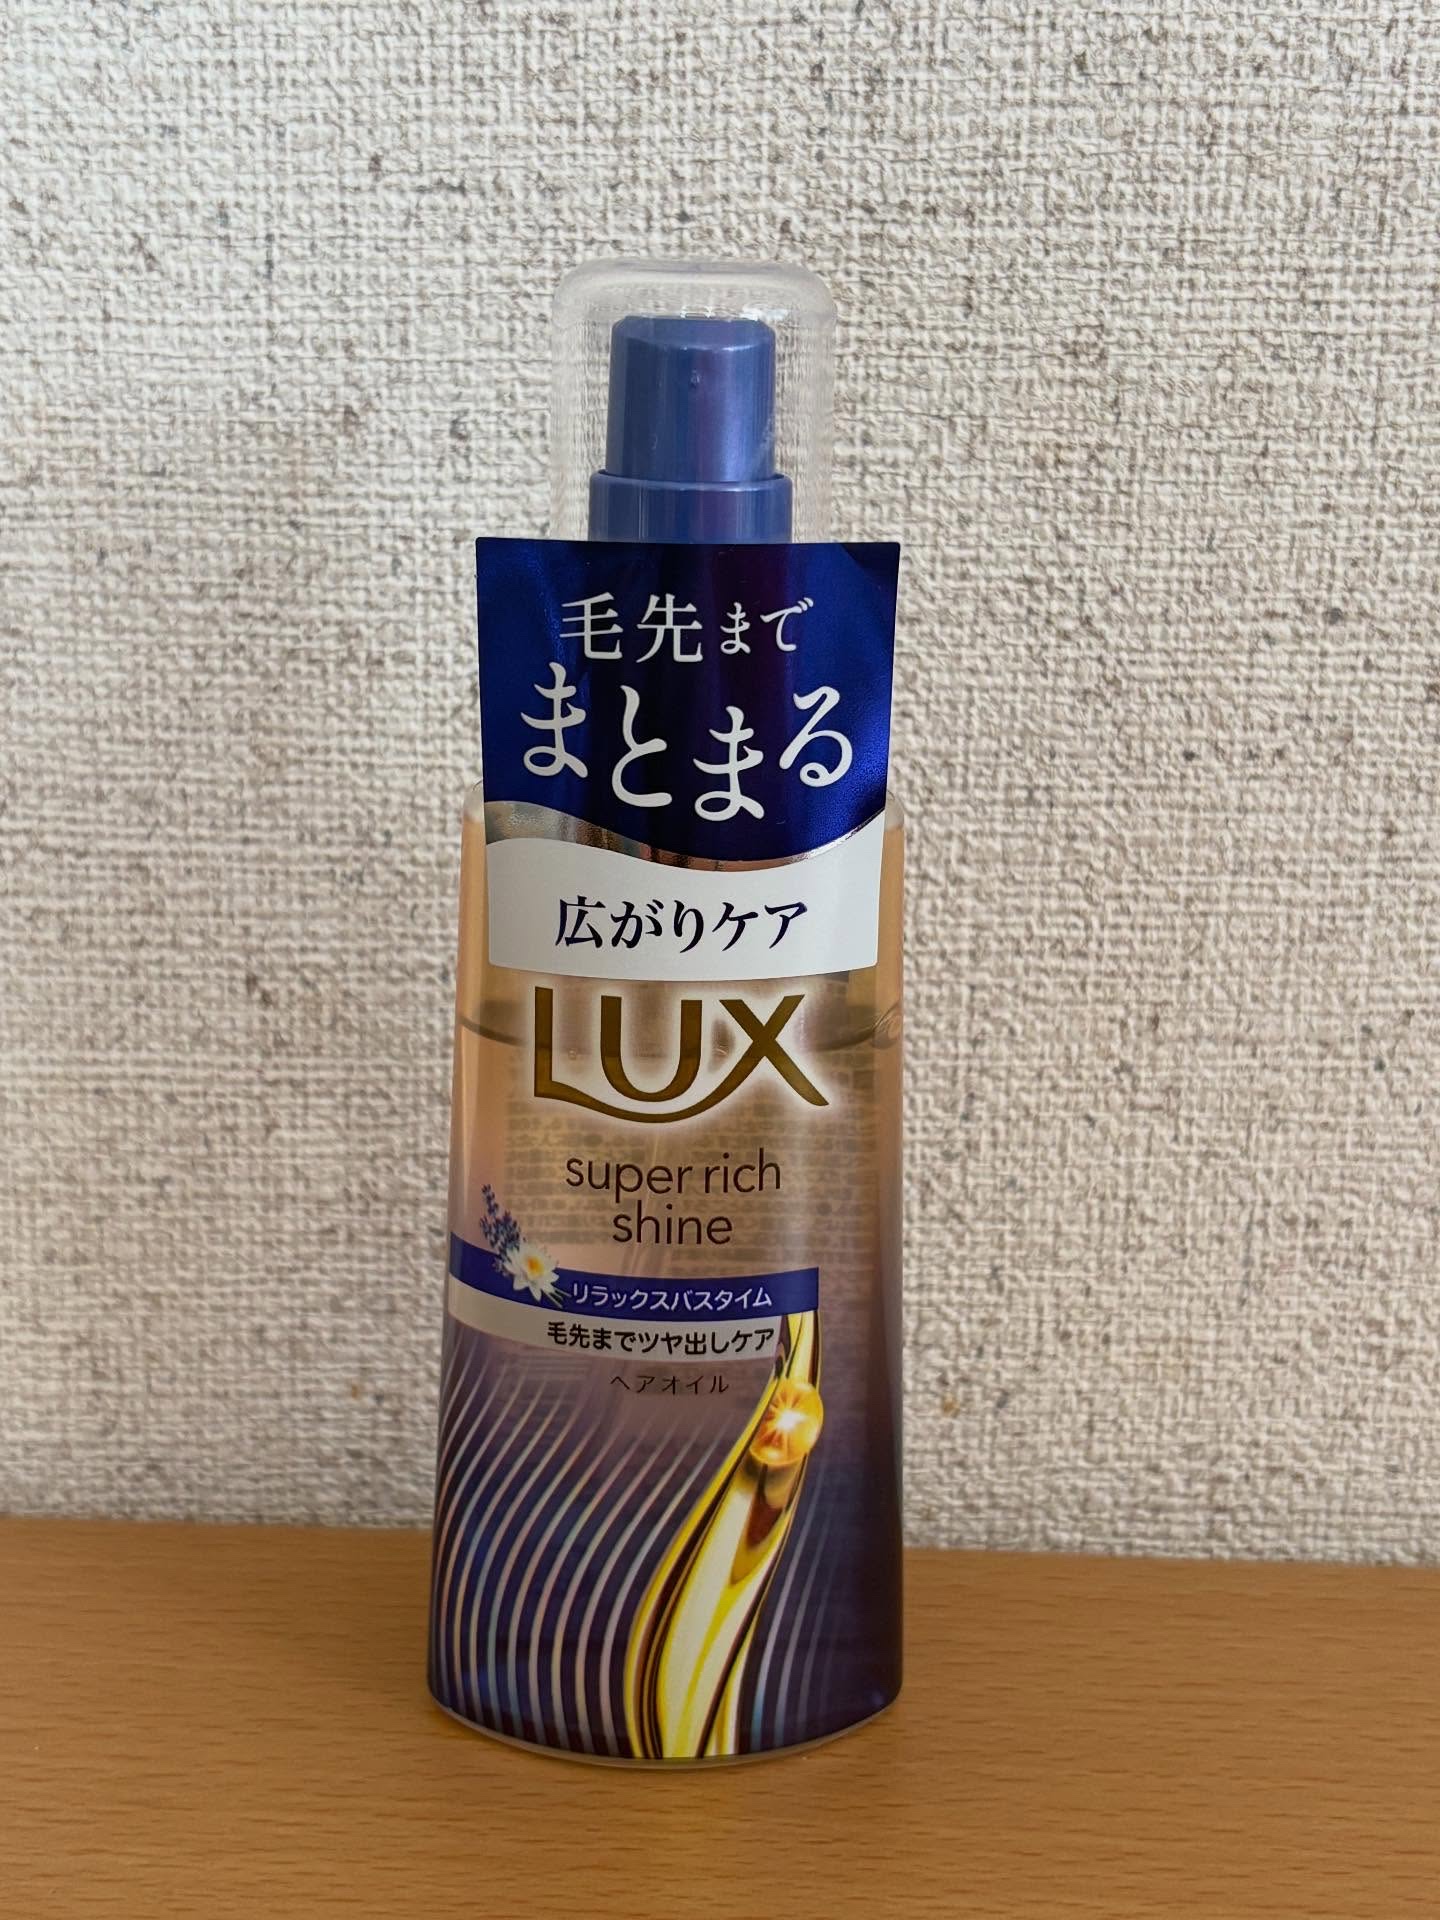 毛先まで
まとまる
広がりケア
LUX
super rich
shine
リラックスバスタイム
毛先までツヤ出しケア
ヘアオイル